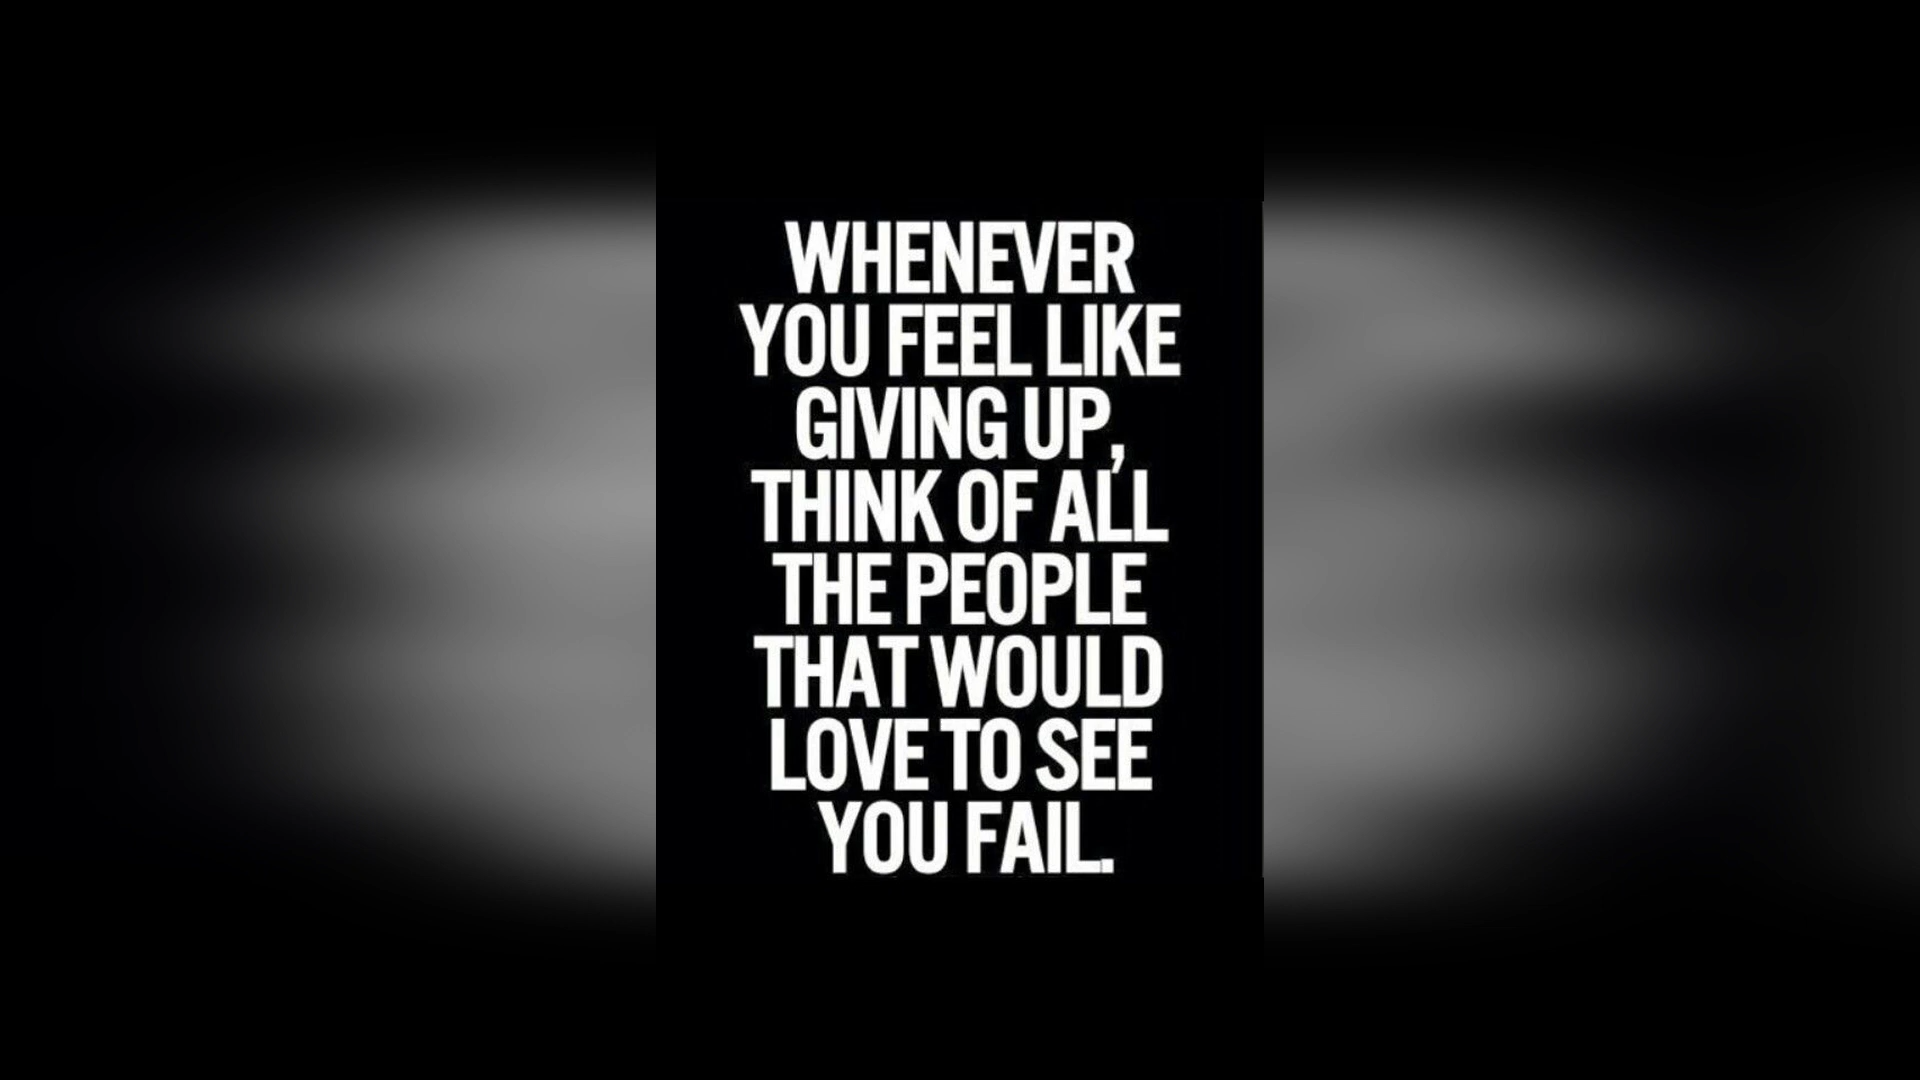 WHENEVER
YOU FEEL LIKE
GIVING UP,
THINK OF ALL
THE PEOPLE
THAT WOULD
LOVE TO SEE
YOU FAIL.